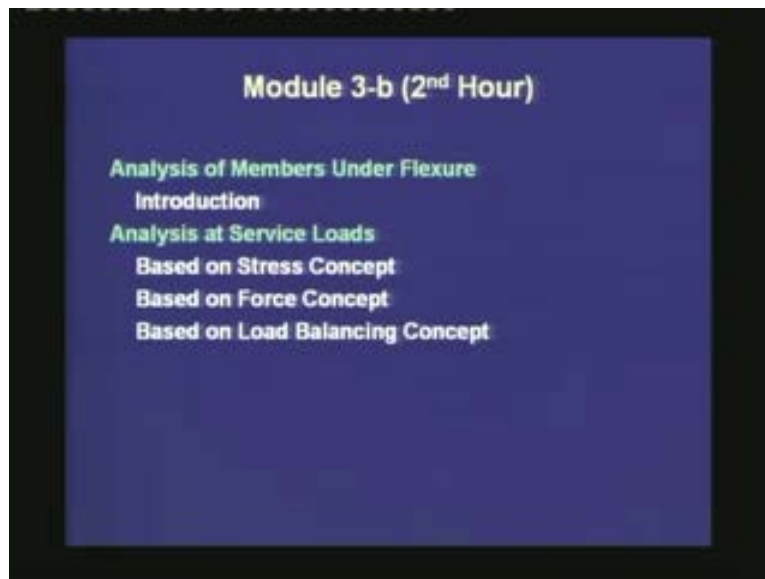 Module 3-b (2nd Hour)
Analysis of Members Under Flexure
Introduction
Analysis at Service Loads
Based on Stress Concept
Based on Force Concept
Based on Load Balancing Concept